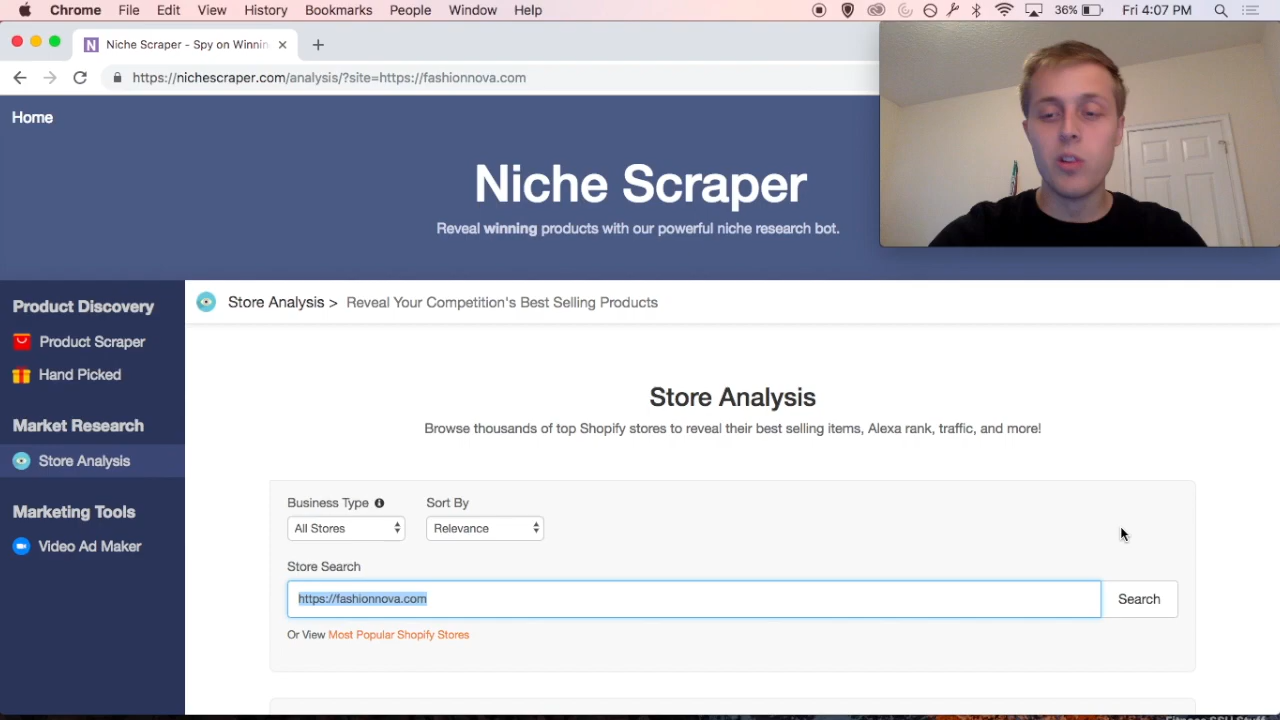 Chrome File Edit View History Bookmarks People Window Help 36% Fri 4:07 PM
N Niche Scraper - Spy on Winnin
https://nichescraper.com/analysis/?site=https://fashionnova.com
Home
Niche Scraper
Reveal winning products with our powerful niche research bot.
Product Discovery
Product Scraper
Hand Picked
Market Research
Store Analysis
Marketing Tools
Video Ad Maker
Store Analysis > Reveal Your Competition's Best Selling Products
Store Analysis
Browse thousands of top Shopify stores to reveal their best selling items, Alexa rank, traffic, and more!
Business Type Sort By
All Stores Relevance
Store Search
https://fashionnova.com Search
Or View Most Popular Shopify Stores